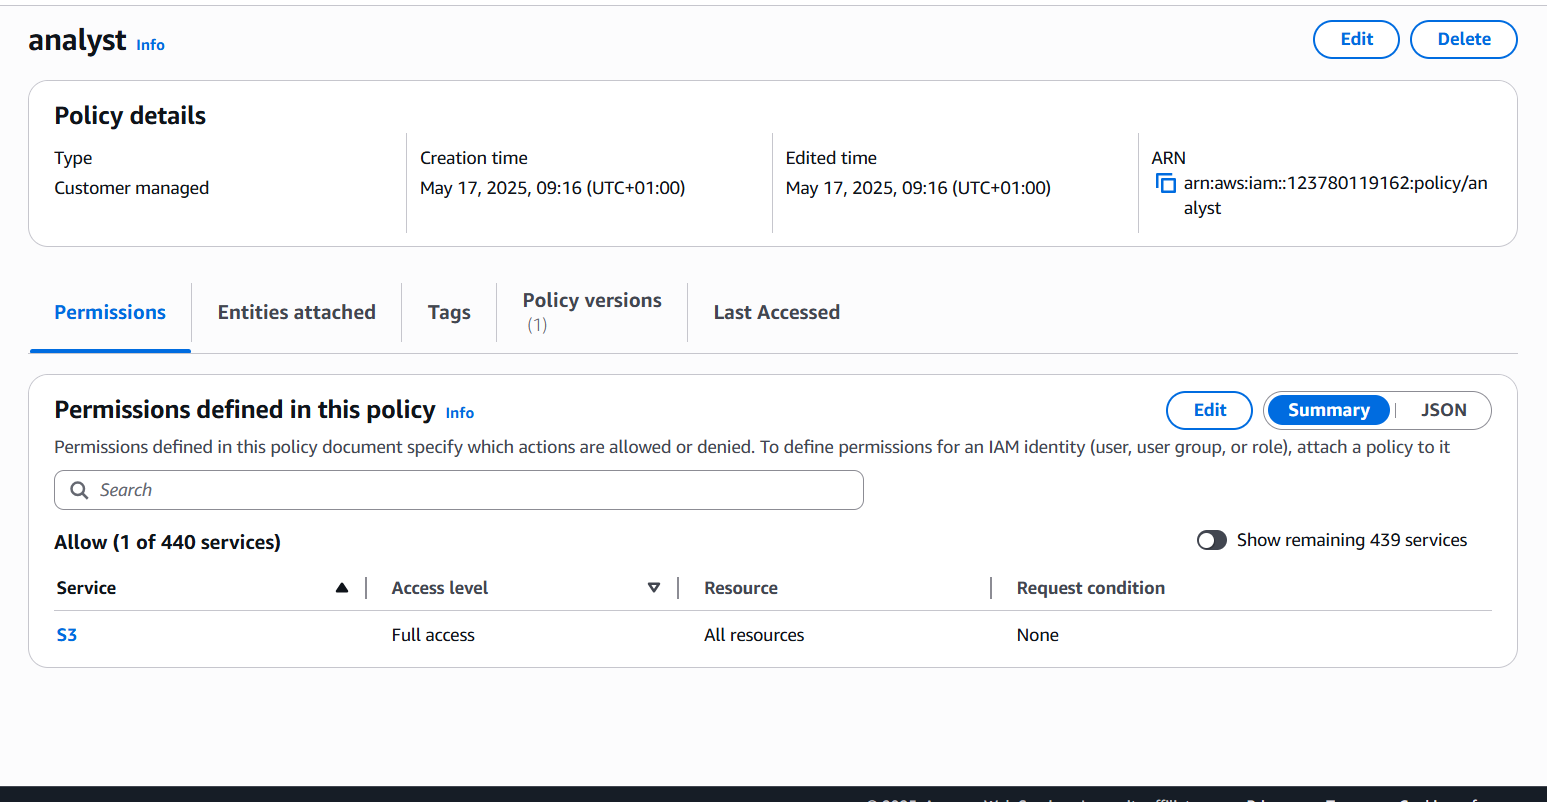 analyst Info
Edit
Delete
Policy details
Type
Customer managed
Creation time
May 17, 2025, 09:16 (UTC+01:00)
Edited time
May 17, 2025, 09:16 (UTC+01:00)
ARN
arn:aws:iam::123780119162:policy/an
alyst
Permissions
Entities attached
Tags
Policy versions
(1)
Last Accessed
Permissions defined in this policy Info
Edit
Summary
JSON
Permissions defined in this policy document specify which actions are allowed or denied. To define permissions for an IAM identity (user, user group, or role), attach a policy to it
Search
Allow (1 of 440 services)
Show remaining 439 services
Service
Access level
Resource
Request condition
S3
Full access
All resources
None